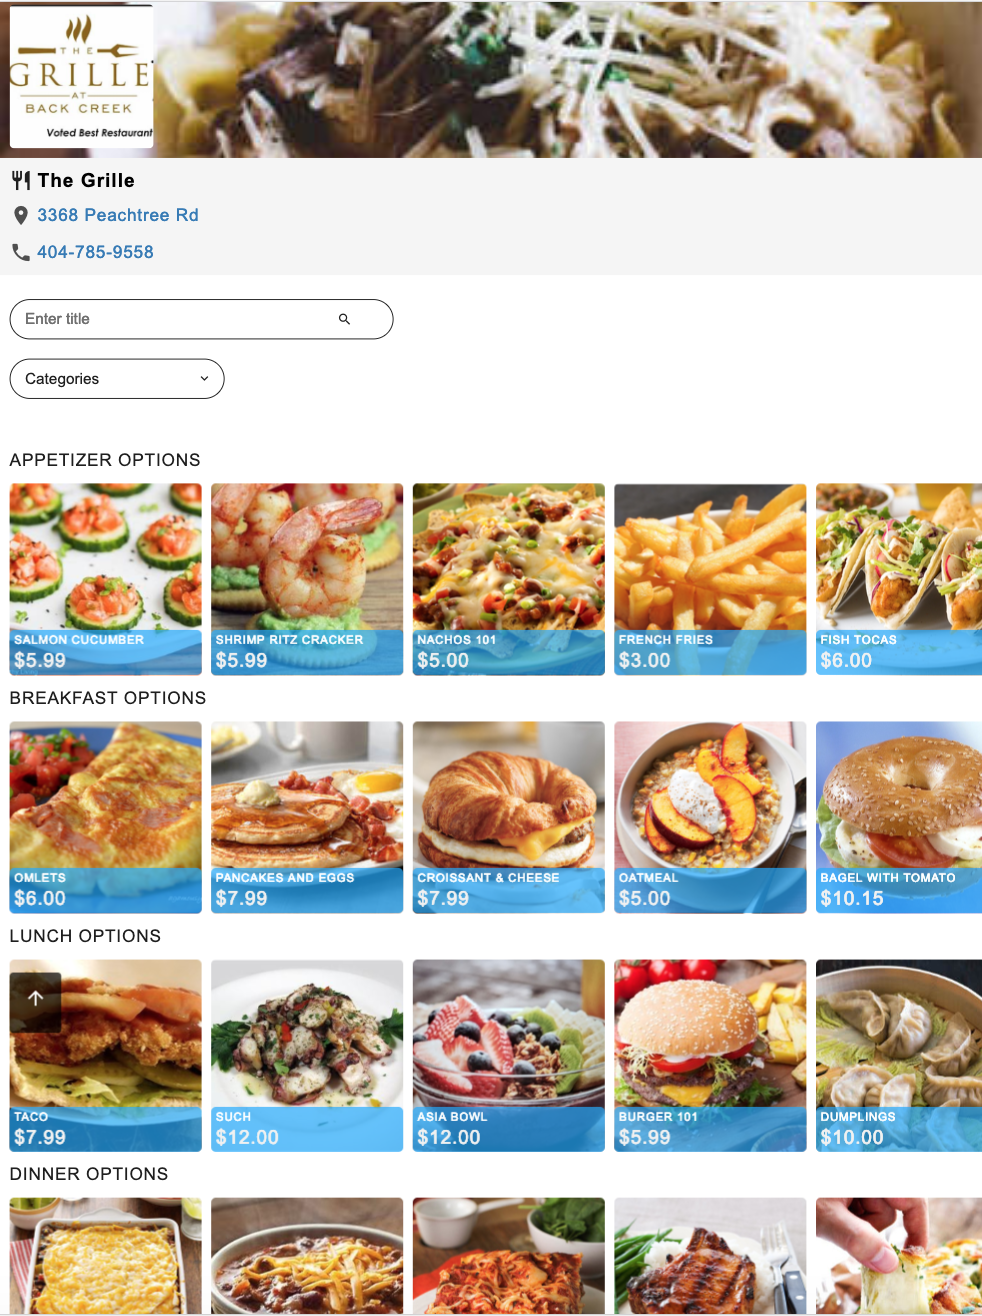 THE
GRILLE
AT
BACK CREEK
Voted Best Restaurant
The Grille
3368 Peachtree Rd
404-785-9558
Enter title
Categories
APPETIZER OPTIONS
SALMON CUCUMBER
$5.99
SHRIMP RITZ CRACKER
$5.99
NACHOS 101
$5.00
FRENCH FRIES
$3.00
FISH TOCAS
$6.00
BREAKFAST OPTIONS
OMLETS
$6.00
PANCAKES AND EGGS
$7.99
CROISSANT & CHEESE
$7.99
OATMEAL
$5.00
BAGEL WITH TOMATO
$10.15
LUNCH OPTIONS
TACO
$7.99
SUCH
$12.00
ASIA BOWL
$12.00
BURGER 101
$5.99
DUMPLINGS
$10.00
DINNER OPTIONS